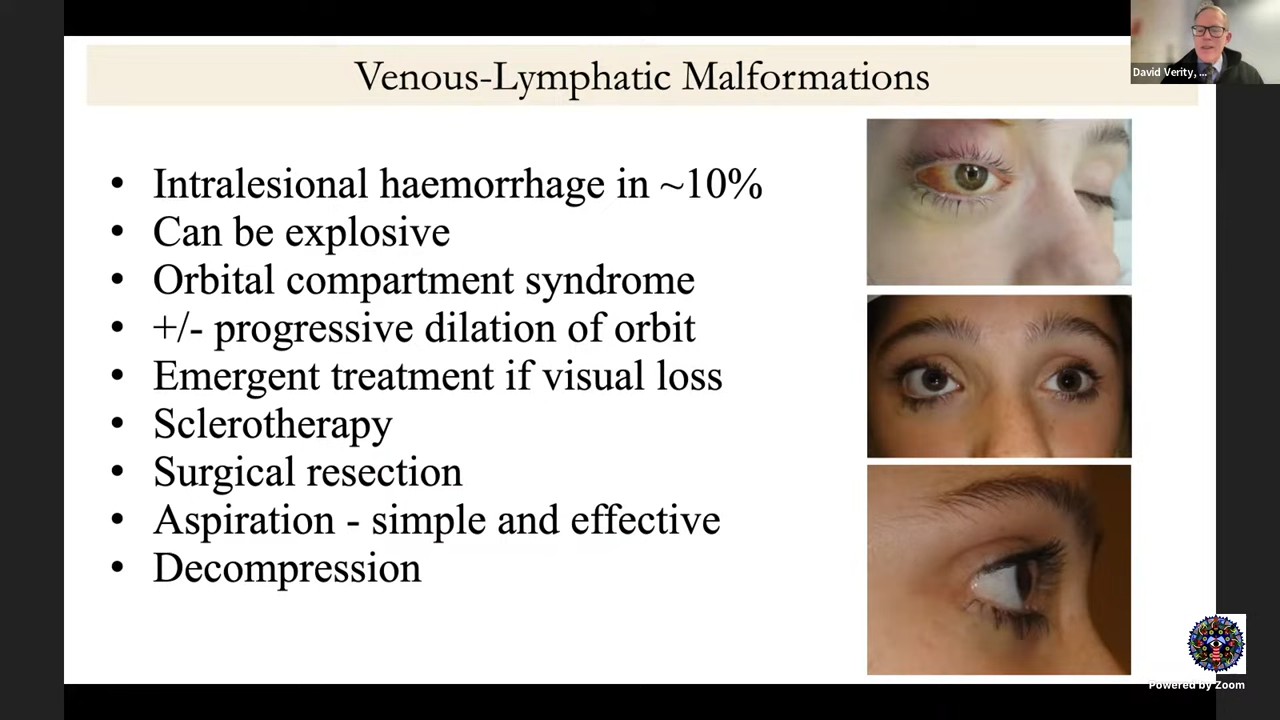 David Verity, ...
Venous-Lymphatic Malformations
• Intralesional haemorrhage in ~10%
• Can be explosive
• Orbital compartment syndrome
• +/- progressive dilation of orbit
• Emergent treatment if visual loss
• Sclerotherapy
• Surgical resection
• Aspiration - simple and effective
• Decompression
Powered by Zoom